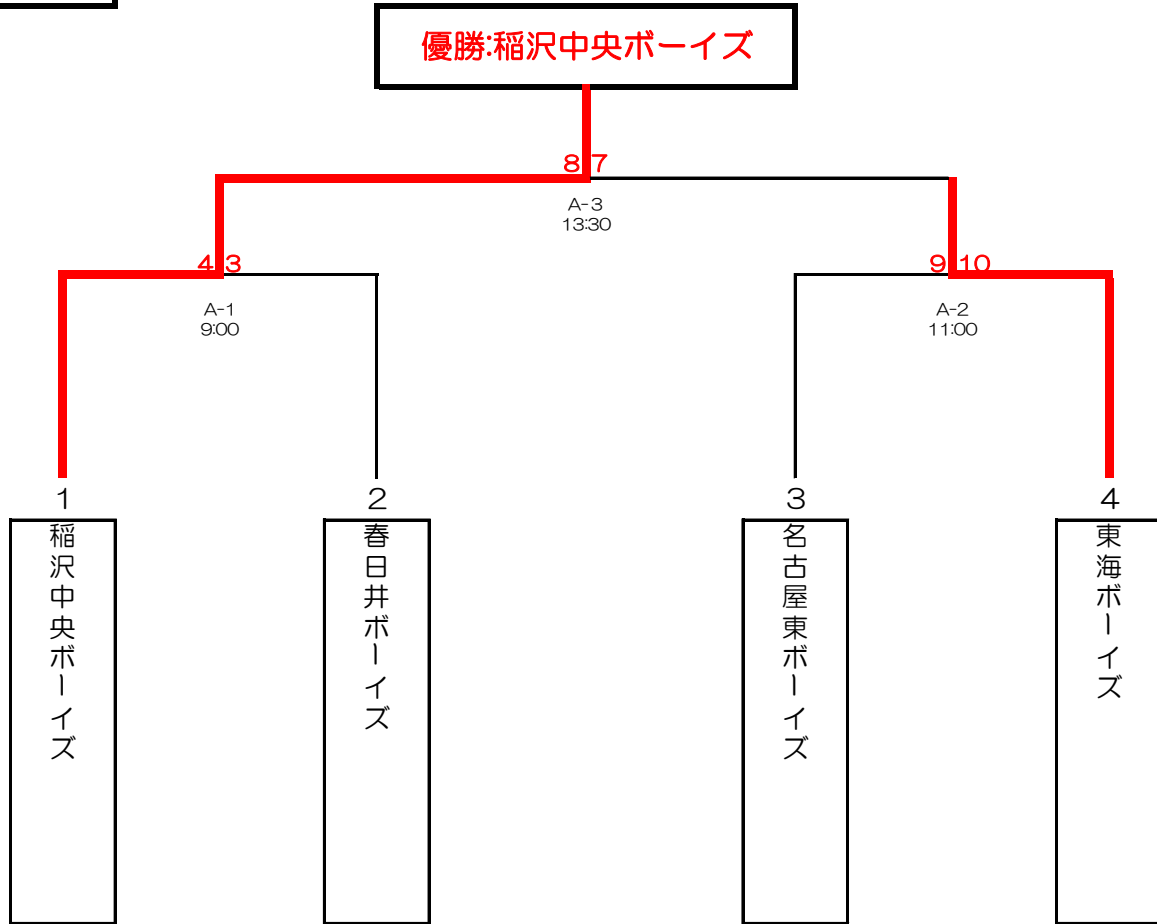 優勝:稲沢中央ボーイズ
8 7
A-3
13:30
4 3
9 10
A-1
9:00
A-2
11:00
1
2
3
4
稲沢中央ボーイズ
春日井ボーイズ
名古屋東ボーイズ
東海ボーイズ